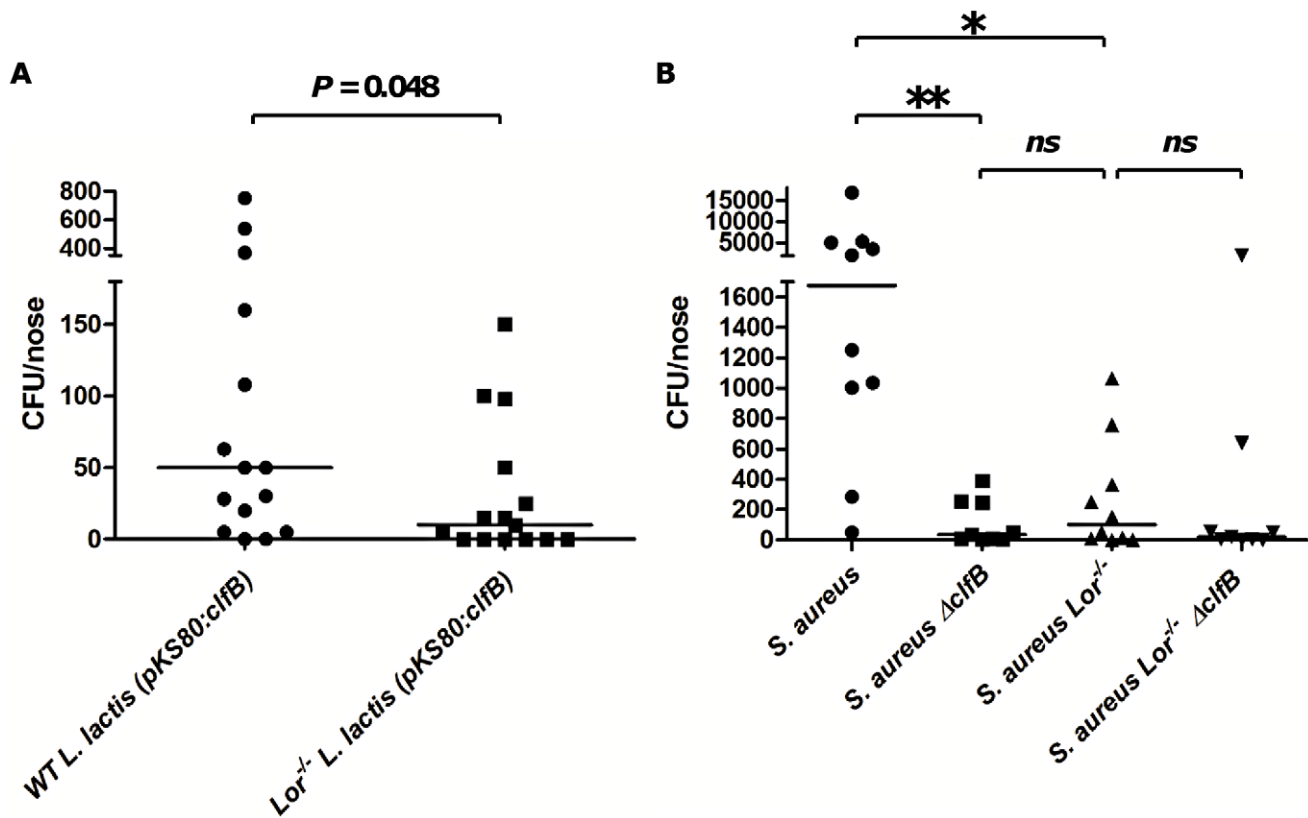 A
P = 0.048
CFU/nose
800
600
400
150
100
50
0
WT L. lactis (pKS80:clfB)
Lor-/- L. lactis (pKS80:clfB)
B
*
**
ns
ns
CFU/nose
15000
10000
5000
1600
1400
1200
1000
800
600
400
200
0
S. aureus
S. aureus ΔclfB
S. aureus Lor-/-
S. aureus Lor-/- ΔclfB